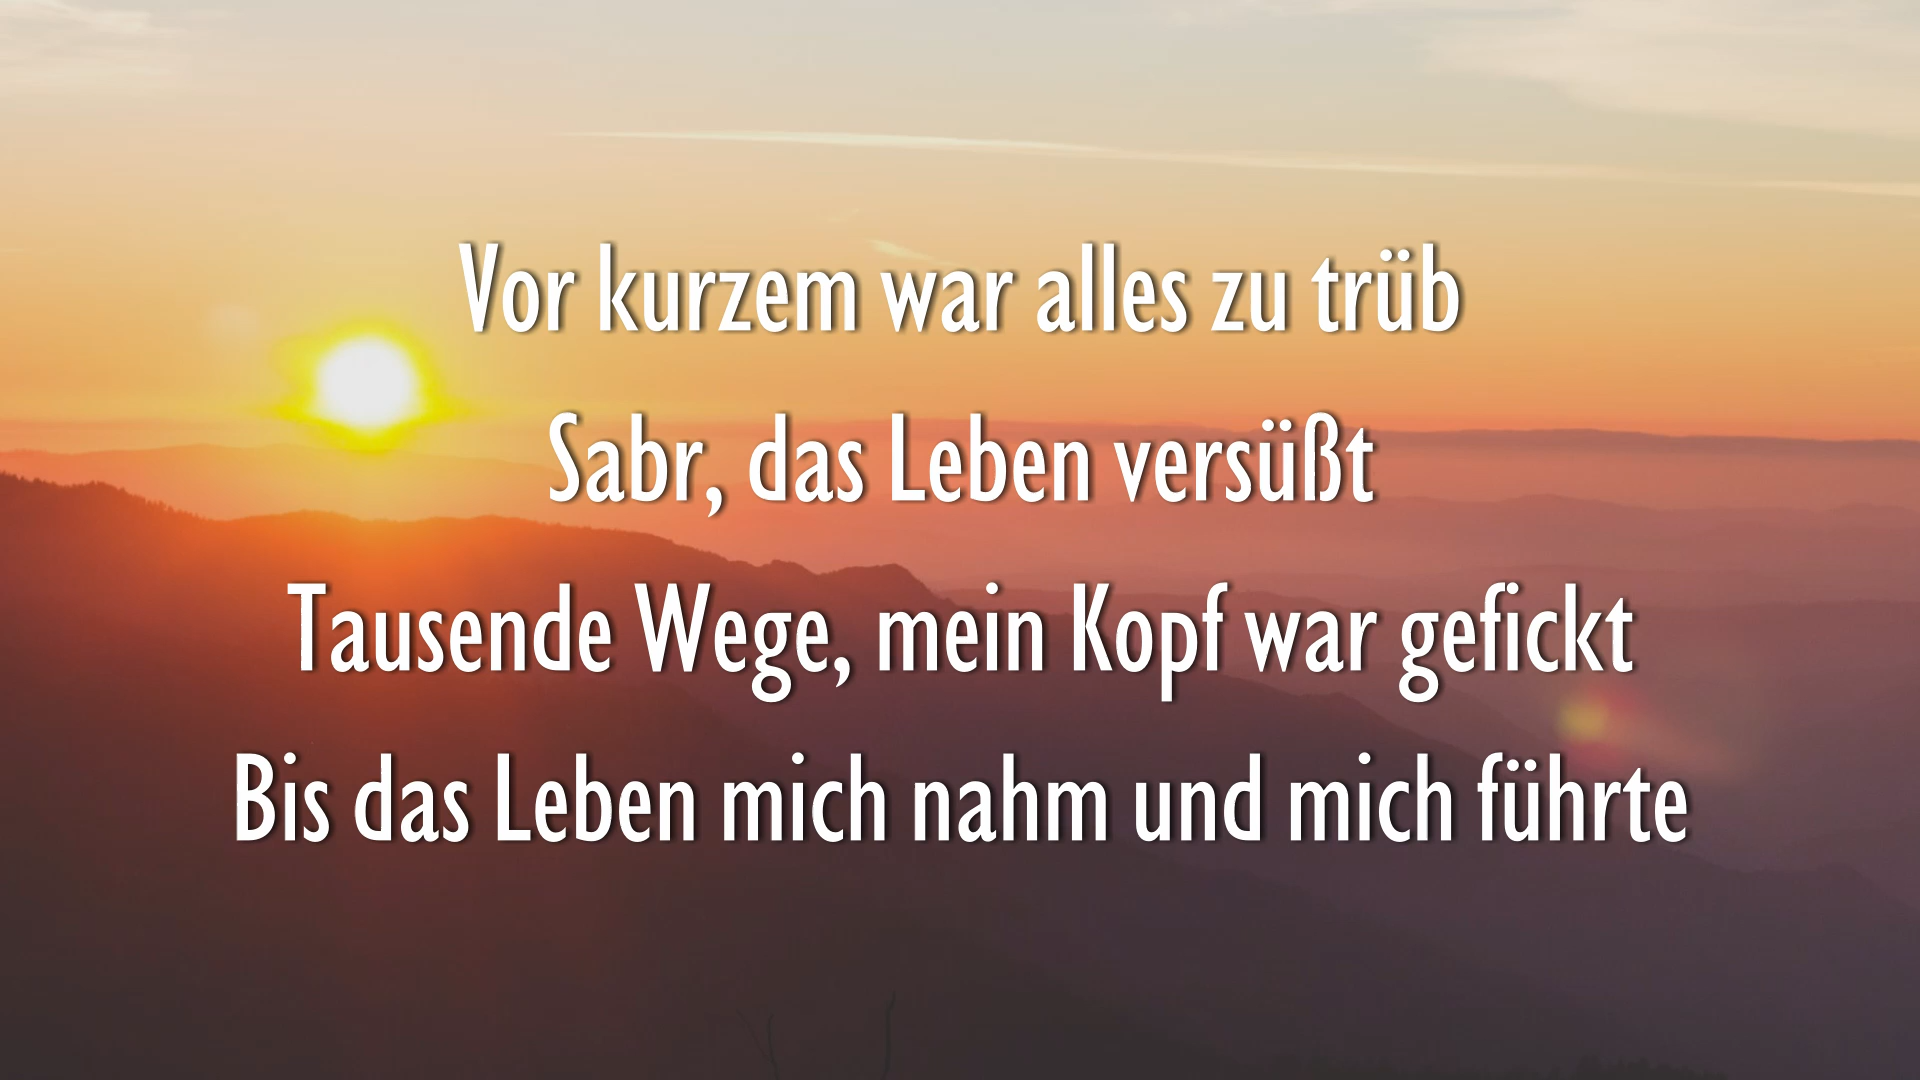 Vor kurzem war alles zu trüb
Sabr, das Leben versüßt
Tausende Wege, mein Kopf war gefickt
Bis das Leben mich nahm und mich führte